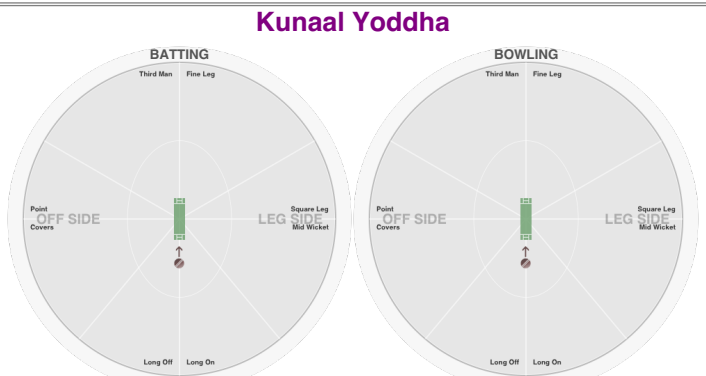 Kunaal Yoddha
BATTING
Third Man Fine Leg
Point
OFF SIDE
Covers
Square Leg
LEG SIDE
Mid Wicket
Long Off Long On
BOWLING
Third Man Fine Leg
Point
OFF SIDE
Covers
Square Leg
LEG SIDE
Mid Wicket
Long Off Long On